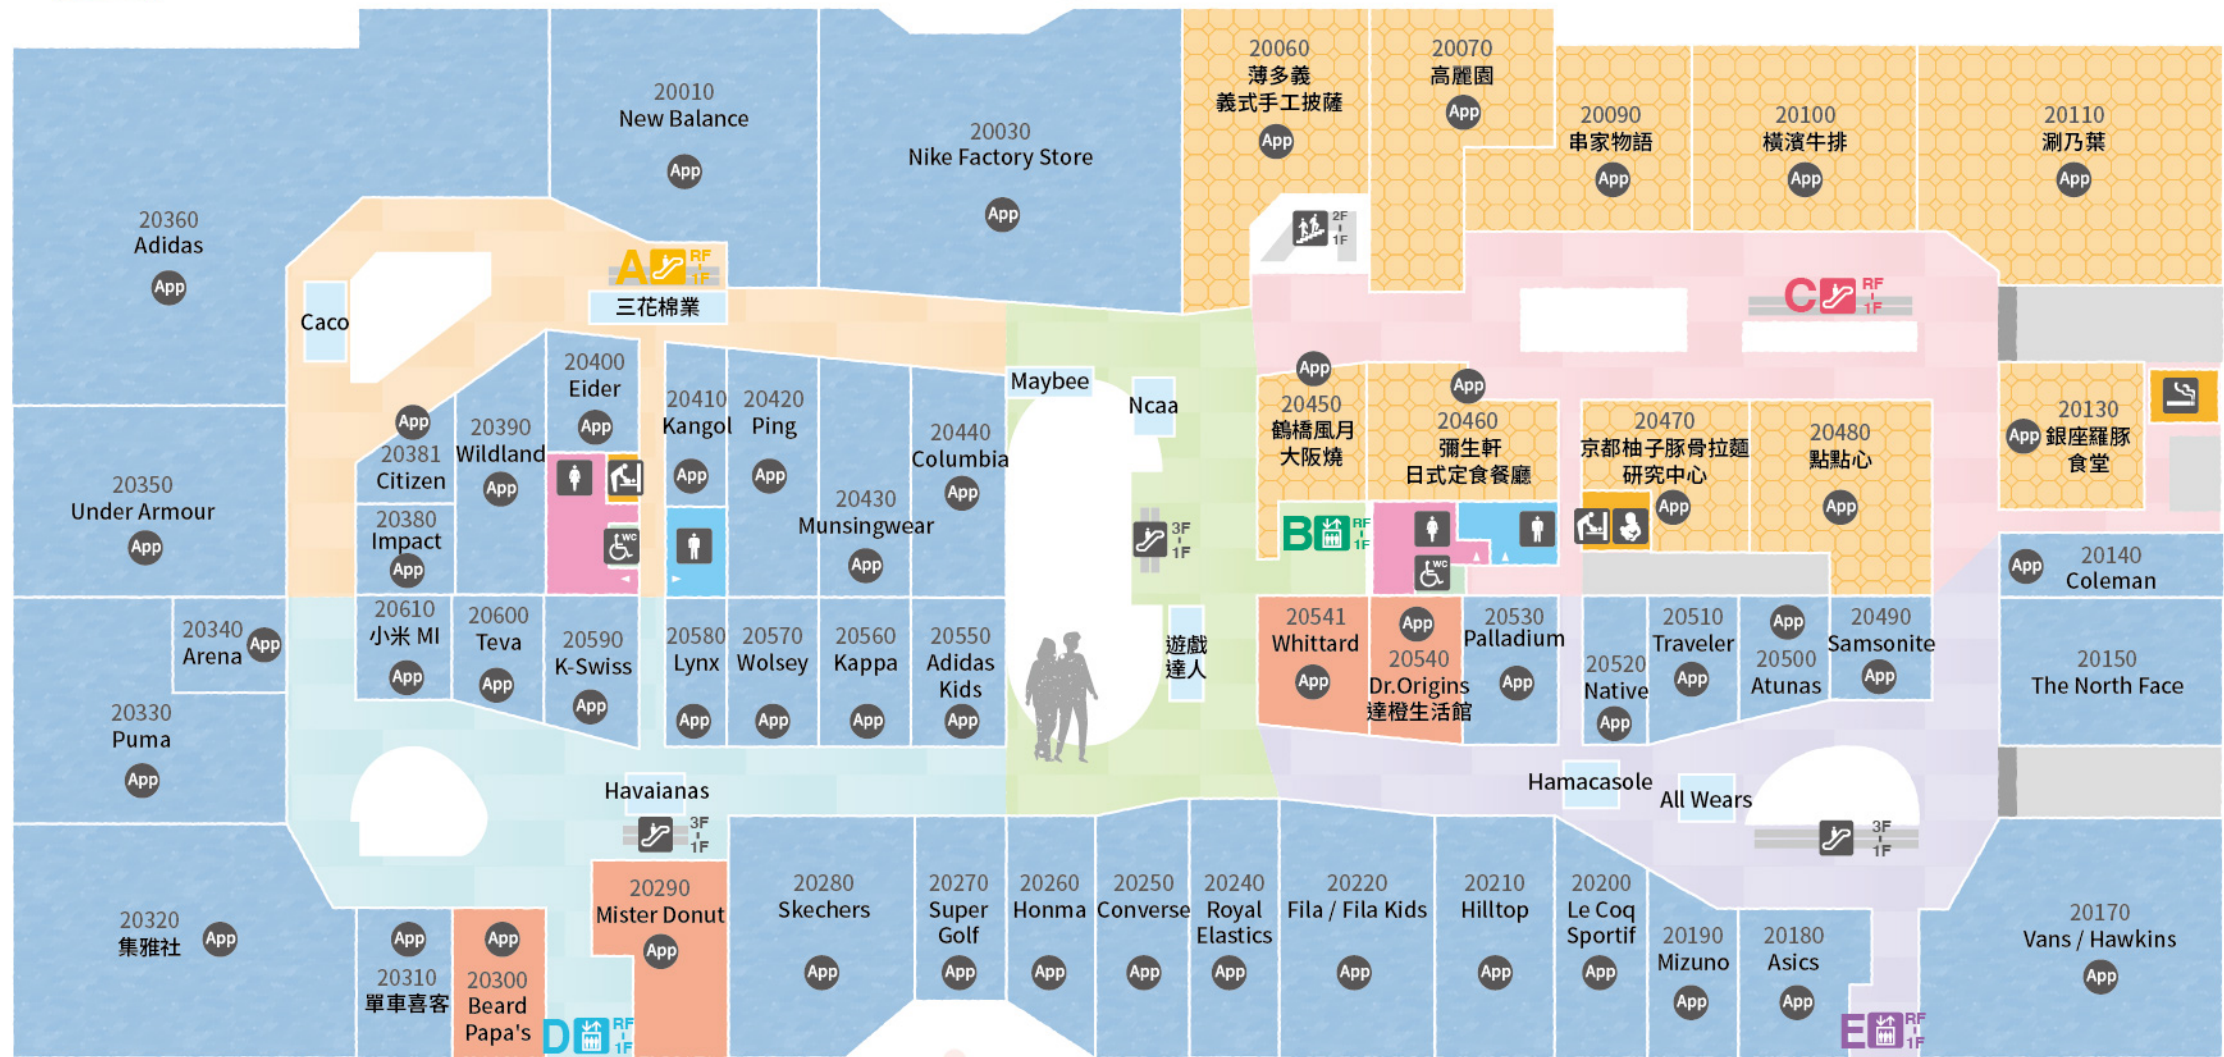 20360
Adidas
App
20010
New Balance
App
20030
Nike Factory Store
App
20060
薄多義
義式手工披薩
App
20070
高麗園
App
20090
串家物語
App
20100
橫濱牛排
App
20110
涮乃葉
App
2F
1F
A
RF
1F
三花棉業
Caco
C
RF
1F
20400
Eider
App
20410
Kangol
App
20420
Ping
App
20430
Munsingwear
App
20440
Columbia
App
Maybee
Ncaa
App
20450
鶴橋風月
大阪燒
App
20460
彌生軒
日式定食餐廳
20470
京都柚子豚骨拉麵
研究中心
App
20480
點點心
App
20130
App
銀座羅豚
食堂
App
20381
Citizen
20390
Wildland
App
20350
Under Armour
App
20380
Impact
App
WC
3F
1F
B
RF
1F
WC
20140
App
Coleman
20340
Arena
App
20610
小米 MI
App
20600
Teva
App
20590
K-Swiss
App
20580
Lynx
App
20570
Wolsey
App
20560
Kappa
App
20550
Adidas
Kids
App
遊戲
達人
20541
Whittard
App
App
20540
Dr.Origins
達橙生活館
20530
Palladium
App
20520
Native
App
20510
Traveler
App
App
20500
Atunas
20490
Samsonite
App
20150
The North Face
20330
Puma
App
Havaianas
3F
1F
Hamacasole
All Wears
3F
1F
20320
集雅社
App
App
20310
單車喜客
App
20300
Beard
Papa's
D
RF
1F
20290
Mister Donut
App
20280
Skechers
App
20270
Super
Golf
App
20260
Honma
App
20250
Converse
App
20240
Royal
Elastics
App
20220
Fila / Fila Kids
App
20210
Hilltop
App
20200
Le Coq
Sportif
App
20190
Mizuno
App
20180
Asics
App
E
RF
1F
20170
Vans / Hawkins
App